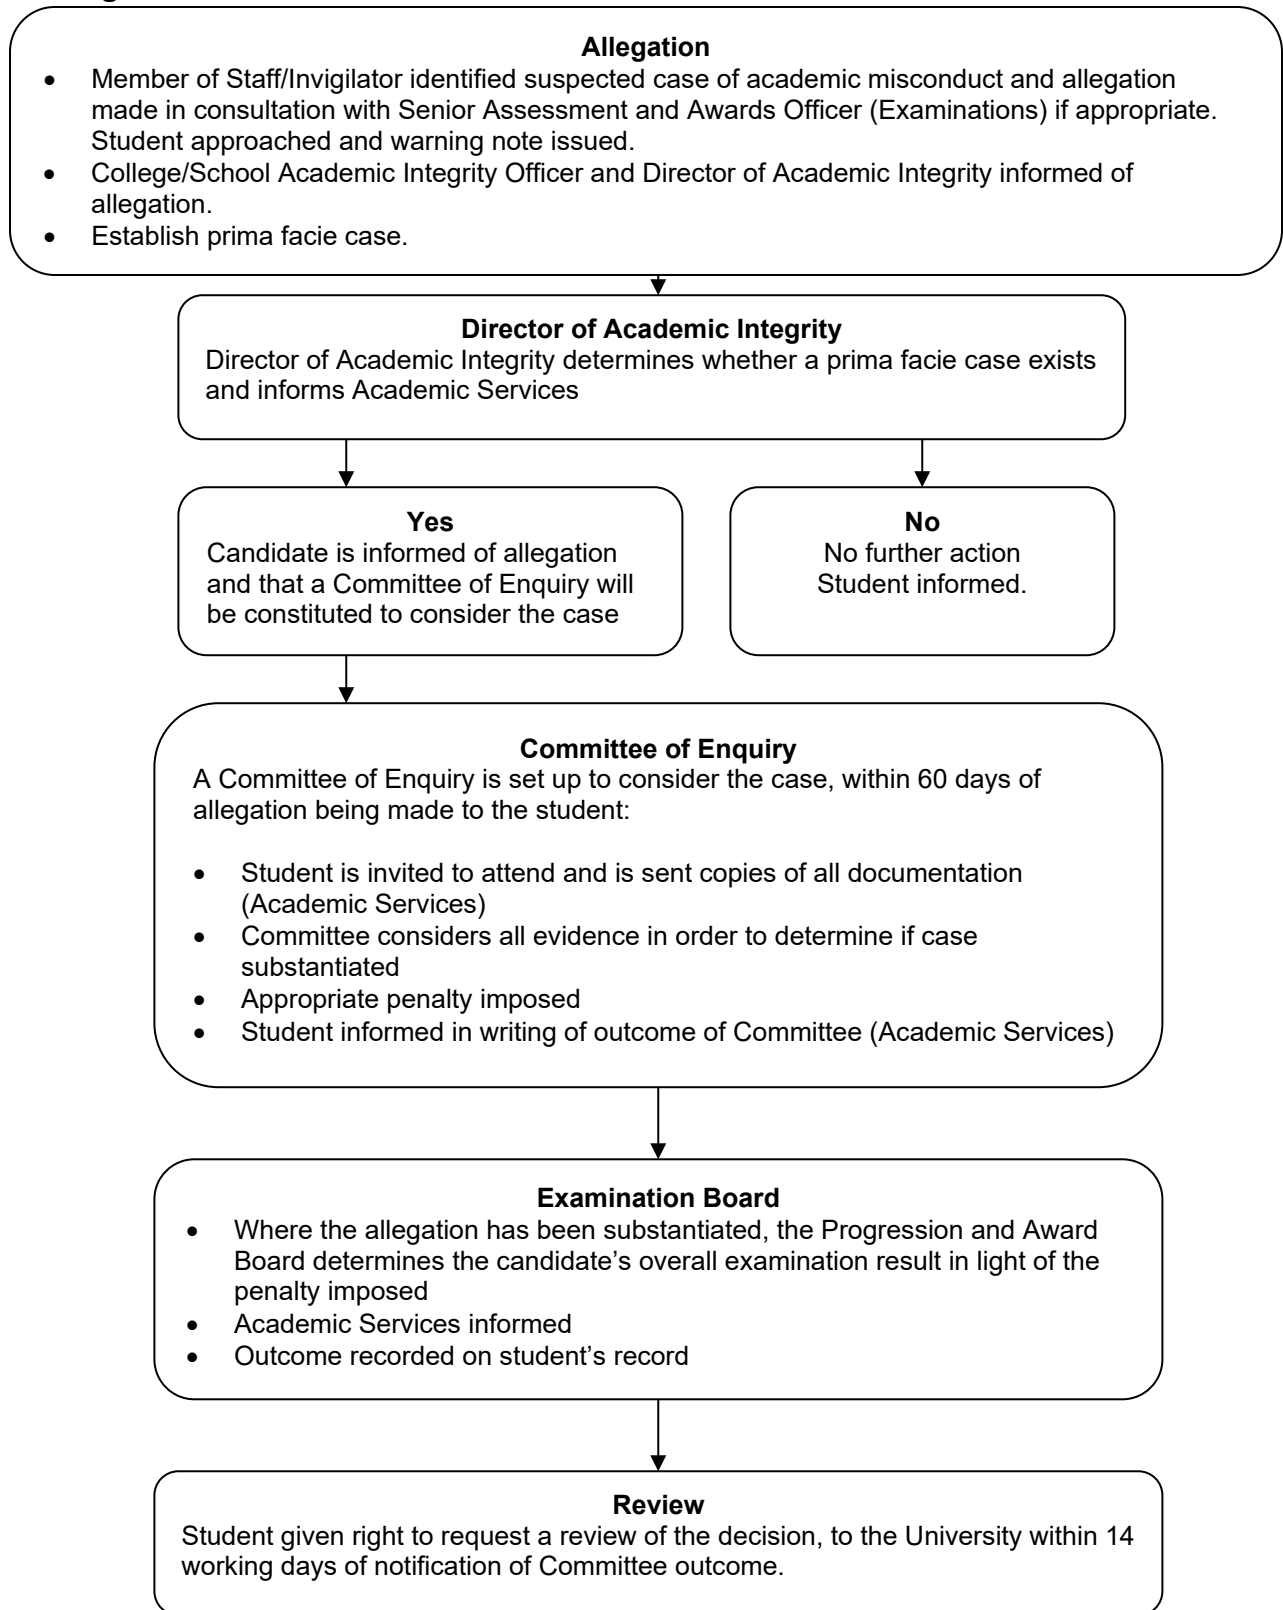 Allegation
• Member of Staff/Invigilator identified suspected case of academic misconduct and allegation
made in consultation with Senior Assessment and Awards Officer (Examinations) if appropriate.
Student approached and warning note issued.
• College/School Academic Integrity Officer and Director of Academic Integrity informed of
allegation.
• Establish prima facie case.
Director of Academic Integrity
Director of Academic Integrity determines whether a prima facie case exists
and informs Academic Services
Yes
Candidate is informed of allegation
and that a Committee of Enquiry will
be constituted to consider the case
No
No further action
Student informed.
Committee of Enquiry
A Committee of Enquiry is set up to consider the case, within 60 days of
allegation being made to the student:
• Student is invited to attend and is sent copies of all documentation
(Academic Services)
• Committee considers all evidence in order to determine if case
substantiated
• Appropriate penalty imposed
• Student informed in writing of outcome of Committee (Academic Services)
Examination Board
• Where the allegation has been substantiated, the Progression and Award
Board determines the candidate’s overall examination result in light of the
penalty imposed
• Academic Services informed
• Outcome recorded on student’s record
Review
Student given right to request a review of the decision, to the University within 14
working days of notification of Committee outcome.